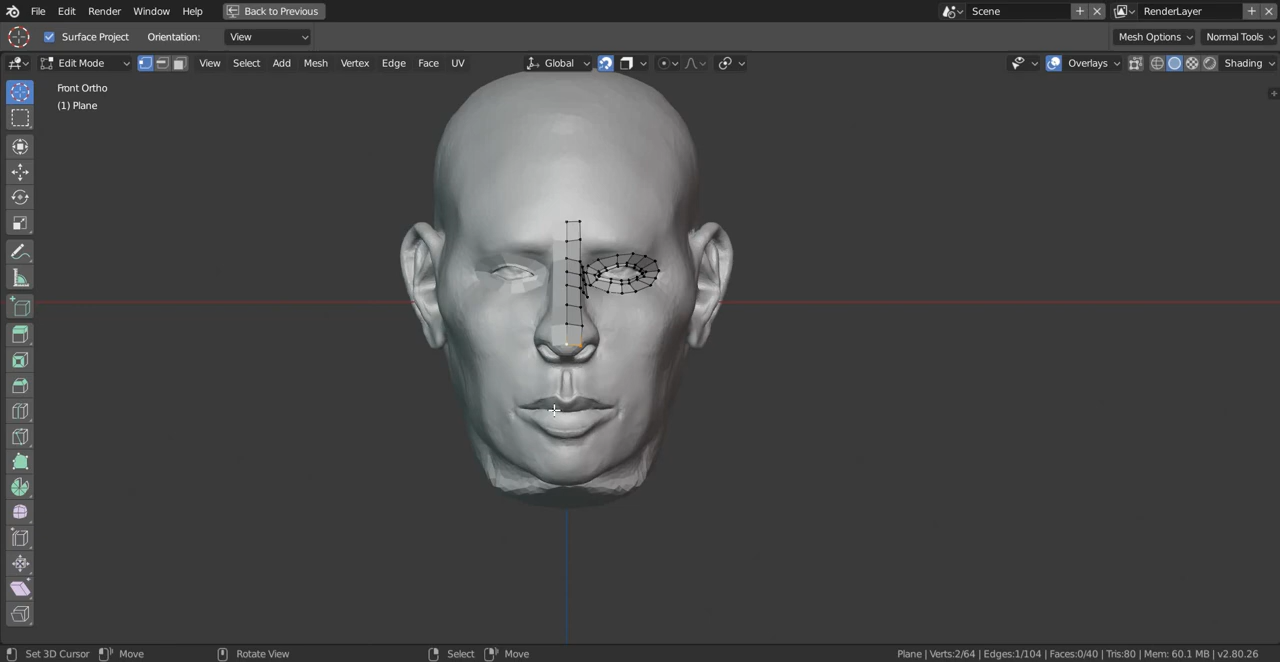 File Edit Render Window Help Back to Previous Scene RenderLayer
Surface Project Orientation: View Mesh Options Normal Tools
Edit Mode View Select Add Mesh Vertex Edge Face UV Global Overlays Shading
Front Ortho
(1) Plane
Set 3D Cursor Move Rotate View Select Move Plane | Verts:2/64 | Edges:1/104 | Faces:0/40 | Tris:80 | Mem: 60.1 MB | v2.80.26